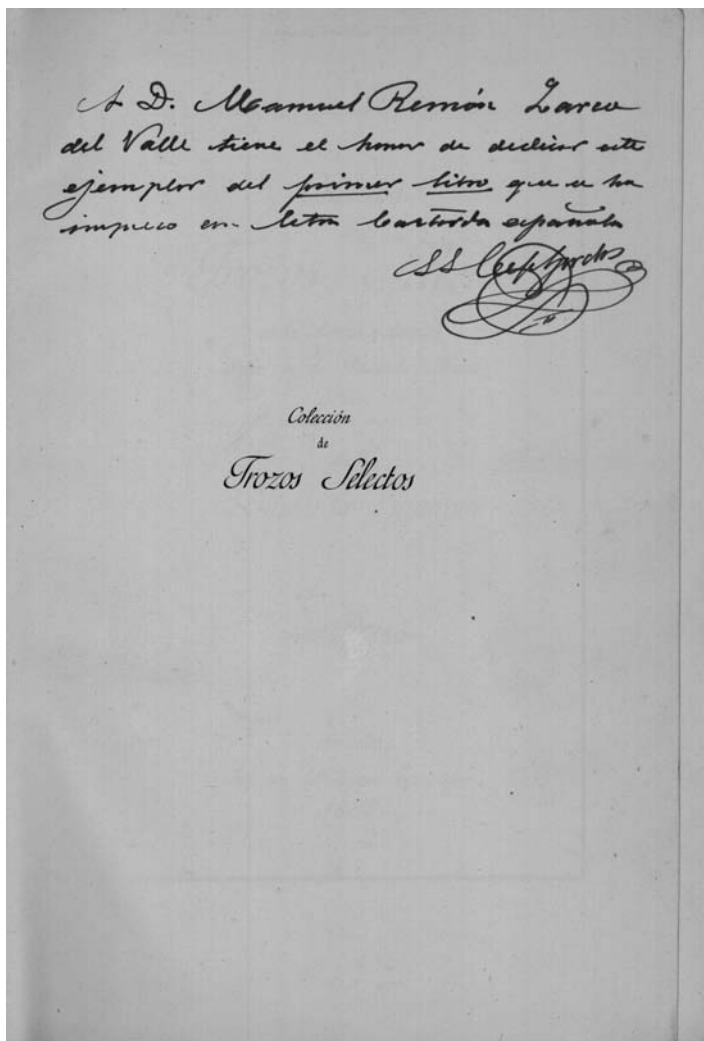 A D. Manuel Remón Zarco
del Valle tiene el honor de dedicar este
ejemplar del primer libro que se ha
impreso en letra bastarda española
SS
Colección
de
Trozos Selectos